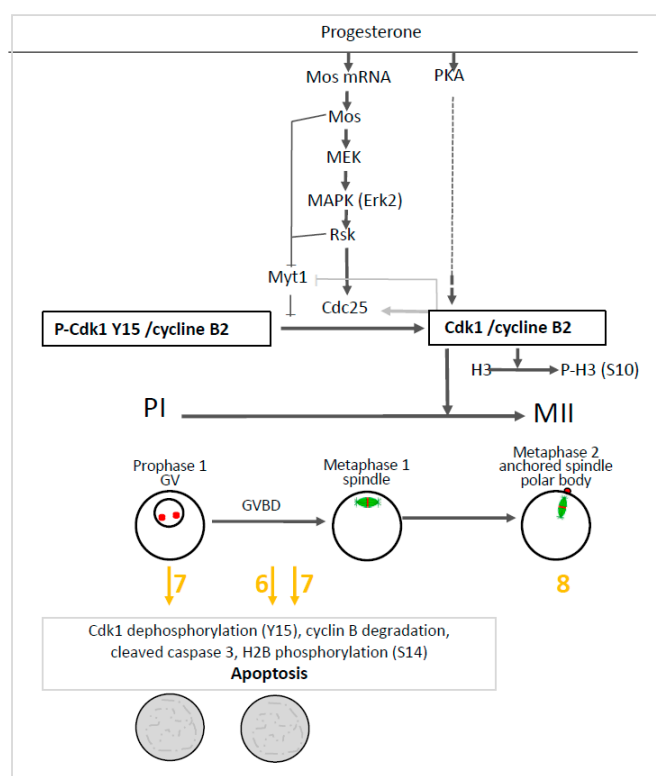 Progesterone
Mos mRNA
PKA
Mos
MEK
MAPK (Erk2)
Rsk
Myt1
Cdc25
P-Cdk1 Y15 /cycline B2
Cdk1 /cycline B2
H3
P-H3 (S10)
PI
MII
Prophase 1
GV
GVBD
Metaphase 1
spindle
Metaphase 2
anchored spindle
polar body
7
6
7
8
Cdk1 dephosphorylation (Y15), cyclin B degradation,
cleaved caspase 3, H2B phosphorylation (S14)
Apoptosis